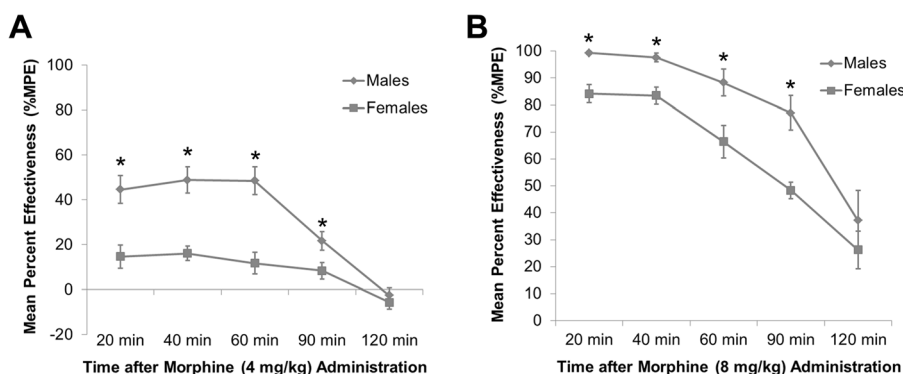 A
Mean Percent Effectiveness (%MPE)
100
80
60
40
20
0
-20
* * * *
Males
Females
20 min 40 min 60 min 90 min 120 min
Time after Morphine (4 mg/kg) Administration
B
Mean Percent Effectiveness (%MPE)
100
90
80
70
60
50
40
30
20
10
0
* * * *
Males
Females
20 min 40 min 60 min 90 min 120 min
Time after Morphine (8 mg/kg) Administration